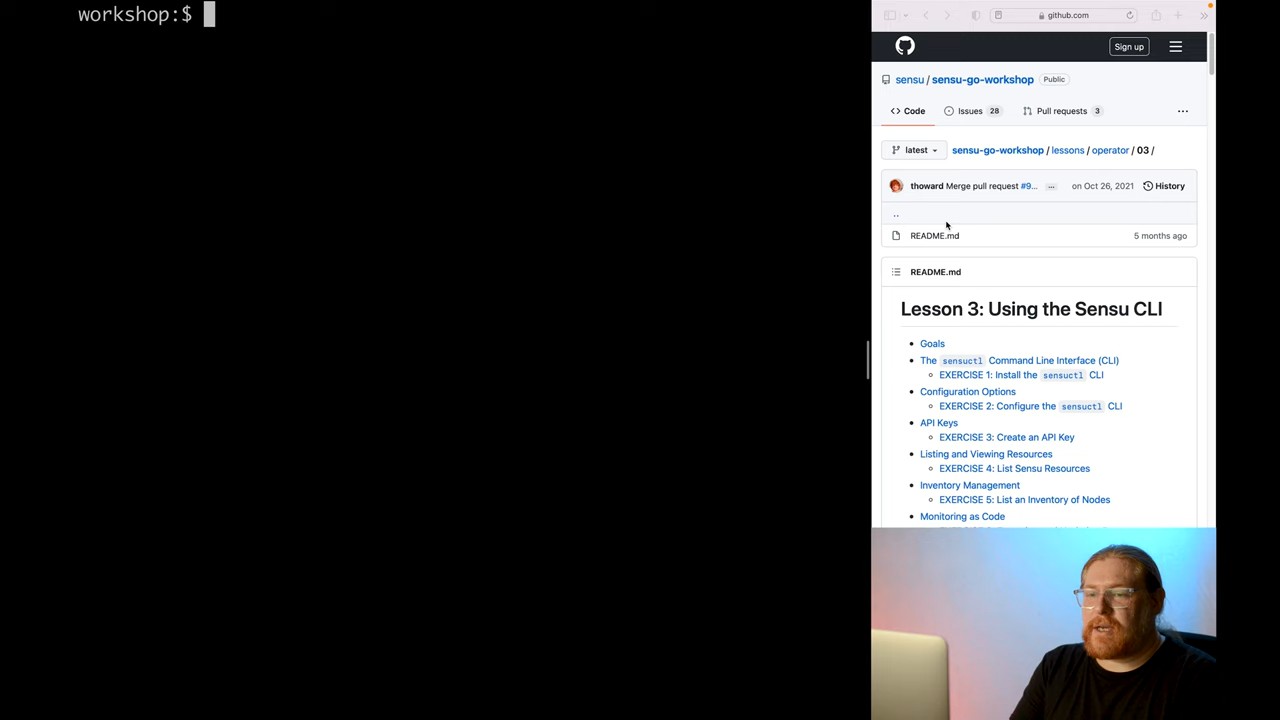 workshop:$
github.com
Sign up
sensu / sensu-go-workshop Public
Code Issues 28 Pull requests 3 ...
latest sensu-go-workshop / lessons / operator / 03 /
thoward Merge pull request #9... ... on Oct 26, 2021 History
..
README.md 5 months ago
README.md
Lesson 3: Using the Sensu CLI
Goals
The sensuctl Command Line Interface (CLI)
EXERCISE 1: Install the sensuctl CLI
Configuration Options
EXERCISE 2: Configure the sensuctl CLI
API Keys
EXERCISE 3: Create an API Key
Listing and Viewing Resources
EXERCISE 4: List Sensu Resources
Inventory Management
EXERCISE 5: List an Inventory of Nodes
Monitoring as Code